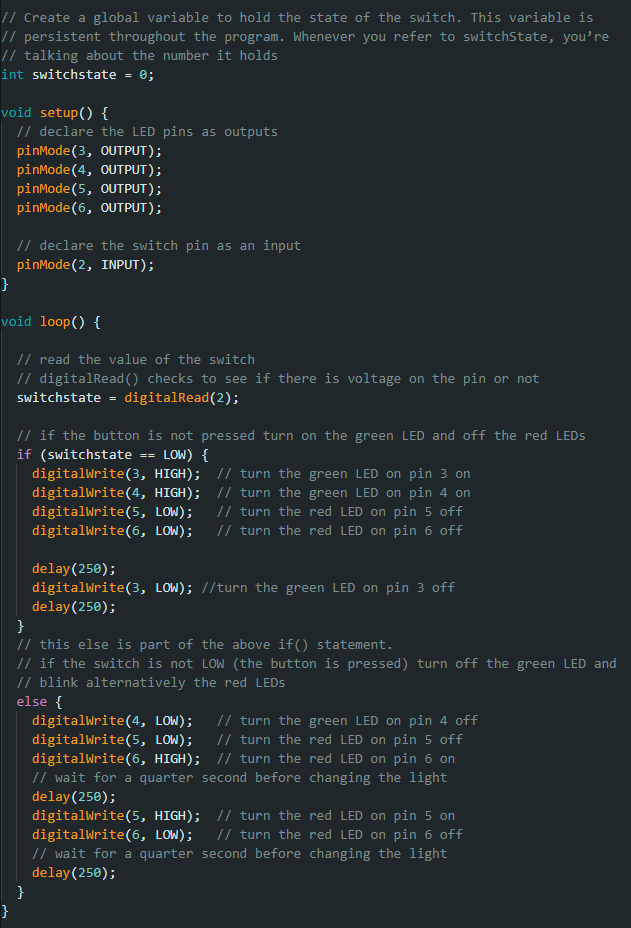 // Create a global variable to hold the state of the switch. This variable is
// persistent throughout the program. Whenever you refer to switchState, you’re
// talking about the number it holds
int switchstate = 0;

void setup() {
  // declare the LED pins as outputs
  pinMode(3, OUTPUT);
  pinMode(4, OUTPUT);
  pinMode(5, OUTPUT);
  pinMode(6, OUTPUT);

  // declare the switch pin as an input
  pinMode(2, INPUT);
}

void loop() {

  // read the value of the switch
  // digitalRead() checks to see if there is voltage on the pin or not
  switchstate = digitalRead(2);

  // if the button is not pressed turn on the green LED and off the red LEDs
  if (switchstate == LOW) {
    digitalWrite(3, HIGH);  // turn the green LED on pin 3 on
    digitalWrite(4, HIGH);  // turn the green LED on pin 4 on
    digitalWrite(5, LOW);   // turn the red LED on pin 5 off
    digitalWrite(6, LOW);   // turn the red LED on pin 6 off

    delay(250);
    digitalWrite(3, LOW); //turn the green LED on pin 3 off
    delay(250);
  }
  // this else is part of the above if() statement.
  // if the switch is not LOW (the button is pressed) turn off the green LED and
  // blink alternatively the red LEDs
  else {
    digitalWrite(4, LOW);   // turn the green LED on pin 4 off
    digitalWrite(5, LOW);   // turn the red LED on pin 5 off
    digitalWrite(6, HIGH);  // turn the red LED on pin 6 on
    // wait for a quarter second before changing the light
    delay(250);
    digitalWrite(5, HIGH);  // turn the red LED on pin 5 on
    digitalWrite(6, LOW);   // turn the red LED on pin 6 off
    // wait for a quarter second before changing the light
    delay(250);
  }
}